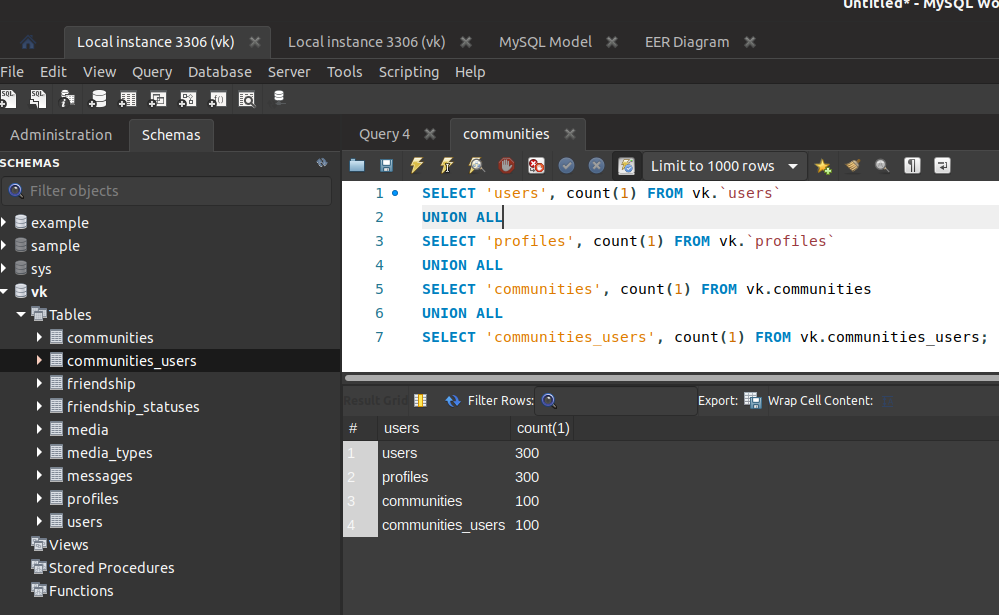 Untitled* - MySQL Wo
Local instance 3306 (vk)
Local instance 3306 (vk)
MySQL Model
EER Diagram
File Edit View Query Database Server Tools Scripting Help
Administration
Schemas
Query 4
communities
SCHEMAS
Limit to 1000 rows
Filter objects
example
sample
sys
vk
Tables
communities
communities_users
friendship
friendship_statuses
media
media_types
messages
profiles
users
Views
Stored Procedures
Functions
1 SELECT 'users', count(1) FROM vk.`users`
2 UNION ALL
3 SELECT 'profiles', count(1) FROM vk.`profiles`
4 UNION ALL
5 SELECT 'communities', count(1) FROM vk.communities
6 UNION ALL
7 SELECT 'communities_users', count(1) FROM vk.communities_users;
Result Grid Filter Rows: Export: Wrap Cell Content:
# users count(1)
1 users 300
2 profiles 300
3 communities 100
4 communities_users 100